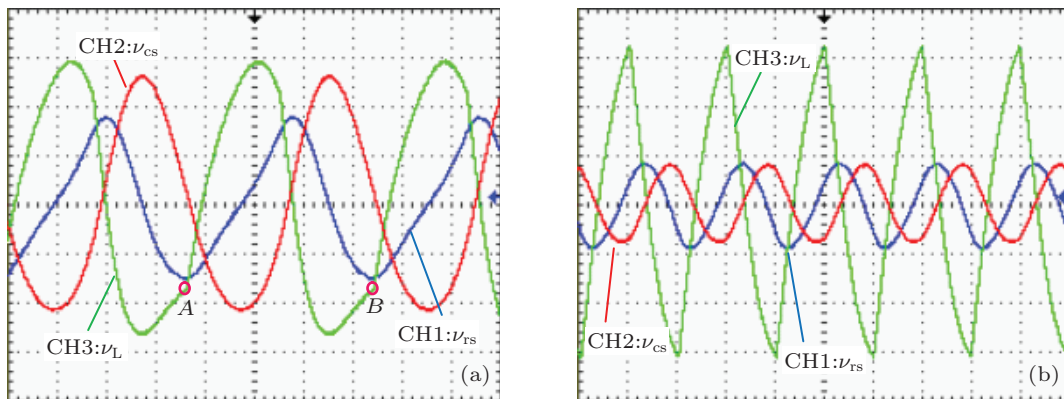 CH2:νcs
A
B
CH1:νrs
CH3:νL
(a)
CH3:νL
CH2:νcs
CH1:νrs
(b)